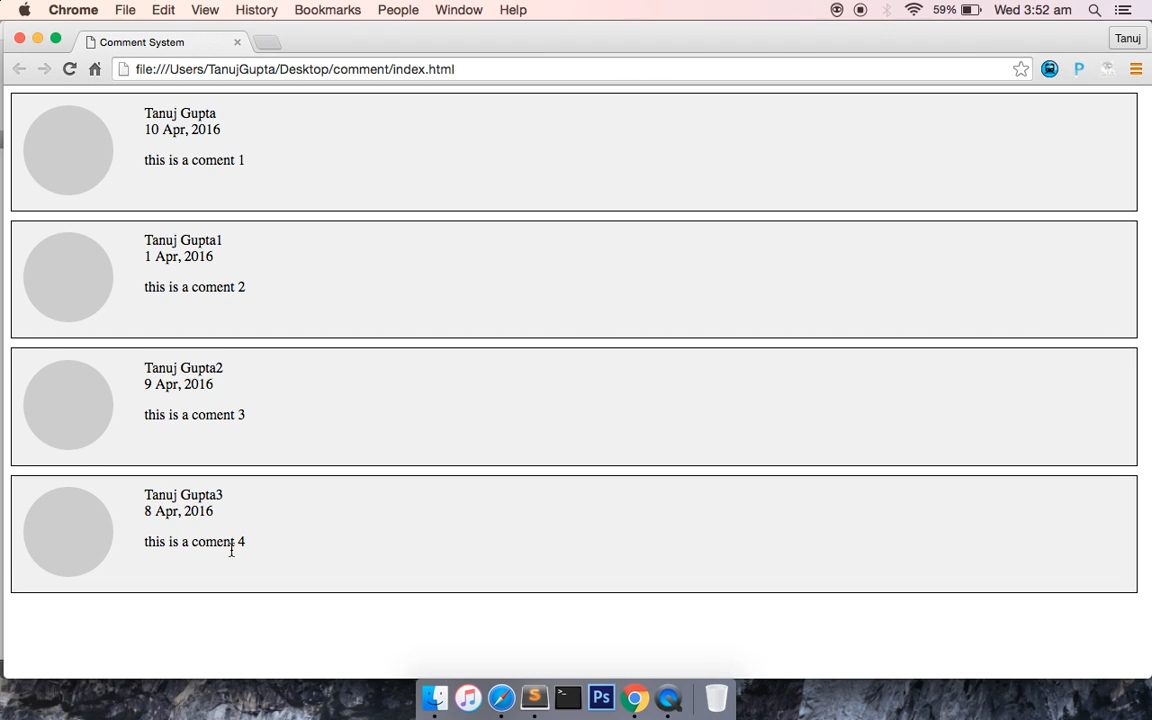 Chrome File Edit View History Bookmarks People Window Help 59% Wed 3:52 am
Comment System
Tanuj
file:///Users/TanujGupta/Desktop/comment/index.html
P
Tanuj Gupta
10 Apr, 2016
this is a coment 1
Tanuj Gupta1
1 Apr, 2016
this is a coment 2
Tanuj Gupta2
9 Apr, 2016
this is a coment 3
Tanuj Gupta3
8 Apr, 2016
this is a coment 4
S >_ Ps